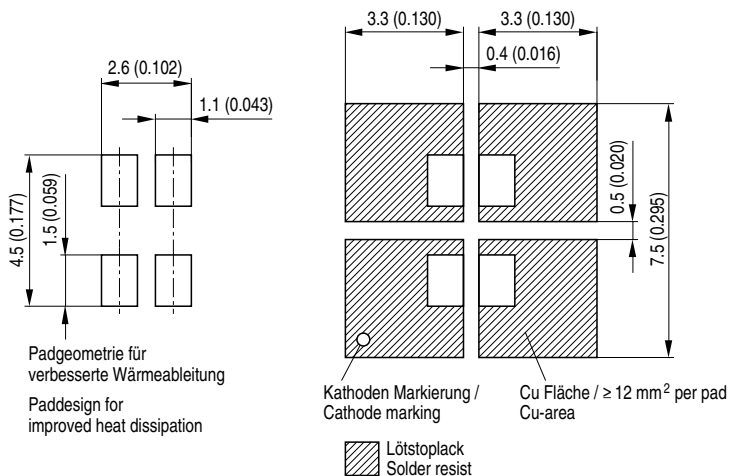 3.3 (0.130)
3.3 (0.130)
0.4 (0.016)
2.6 (0.102)
1.1 (0.043)
4.5 (0.177)
1.5 (0.059)
0.5 (0.020)
7.5 (0.295)
Padgeometrie für
verbesserte Wärmeableitung
Paddesign for
improved heat dissipation
Kathoden Markierung /
Cathode marking
Cu Fläche / ≥ 12 mm² per pad
Cu-area
Lötstoplack
Solder resist